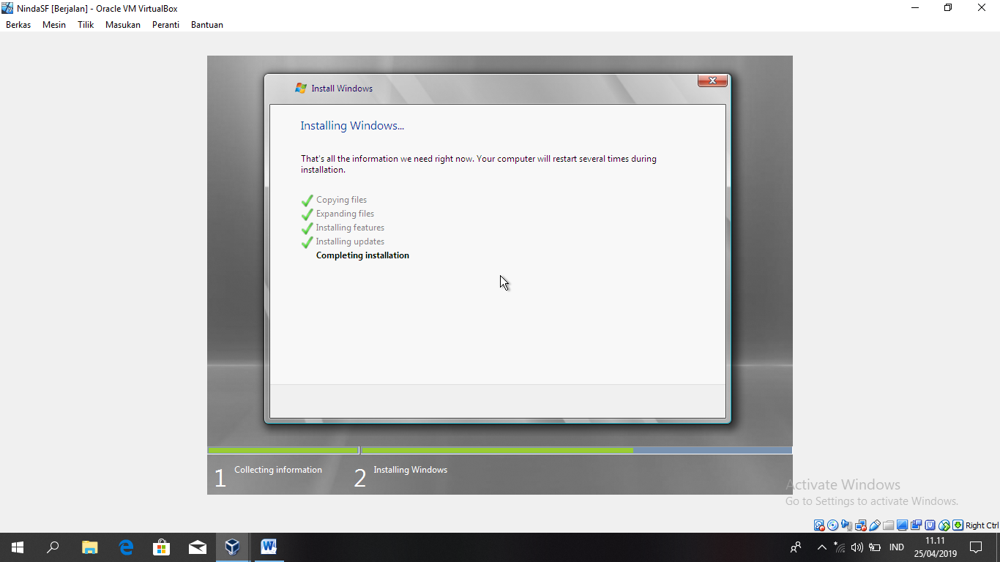 NindaSF [Berjalan] - Oracle VM VirtualBox
Berkas Mesin Tilik Masukan Peranti Bantuan
Install Windows
Installing Windows...
That's all the information we need right now. Your computer will restart several times during
installation.
Copying files
Expanding files
Installing features
Installing updates
Completing installation
1 Collecting information 2 Installing Windows
Activate Windows
Go to Settings to activate Windows.
Right Ctrl
IND 11.11
25/04/2019